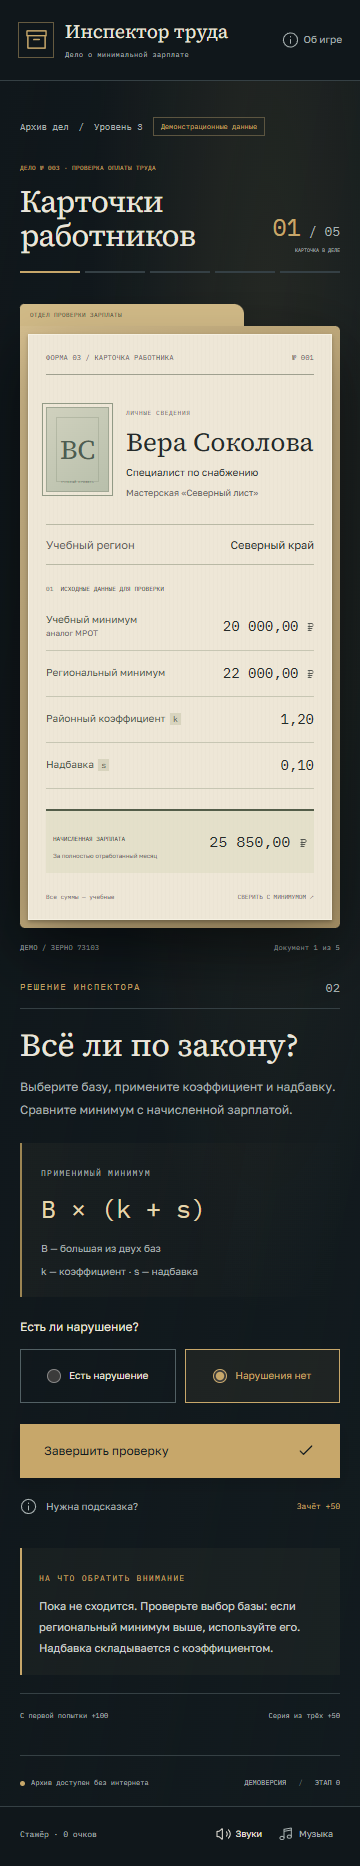 Инспектор труда
Дело о минимальной зарплате
Об игре
Архив дел / Уровень 3 Демонстрационные данные
ДЕЛО № 003 · ПРОВЕРКА ОПЛАТЫ ТРУДА
Карточки
работников
01 / 05
КАРТОЧКА В ДЕЛЕ
ОТДЕЛ ПРОВЕРКИ ЗАРПЛАТЫ
ФОРМА 03 / КАРТОЧКА РАБОТНИКА № 001
ВС
ЛИЧНЫЕ СВЕДЕНИЯ
Вера Соколова
Специалист по снабжению
Мастерская «Северный лист»
Учебный регион Северный край
01 ИСХОДНЫЕ ДАННЫЕ ДЛЯ ПРОВЕРКИ
Учебный минимум
аналог МРОТ
20 000,00 ₽
Региональный минимум 22 000,00 ₽
Районный коэффициент k 1,20
Надбавка s 0,10
НАЧИСЛЕННАЯ ЗАРПЛАТА
За полностью отработанный месяц
25 850,00 ₽
Все суммы — учебные СВЕРИТЬ С МИНИМУМОМ ↗
ДЕМО / ЗЕРНО 73103 Документ 1 из 5
РЕШЕНИЕ ИНСПЕКТОРА 02
Всё ли по закону?
Выберите базу, примените коэффициент и надбавку.
Сравните минимум с начисленной зарплатой.
ПРИМЕНИМЫЙ МИНИМУМ
B × (k + s)
B — большая из двух баз
k — коэффициент · s — надбавка
Есть ли нарушение?
Есть нарушение Нарушения нет
Завершить проверку
Нужна подсказка? Зачёт +50
НА ЧТО ОБРАТИТЬ ВНИМАНИЕ
Пока не сходится. Проверьте выбор базы: если
региональный минимум выше, используйте его.
Надбавка складывается с коэффициентом.
С первой попытки +100 Серия из трёх +50
Архив доступен без интернета ДЕМОВЕРСИЯ / ЭТАП 0
Стажёр · 0 очков Звуки Музыка